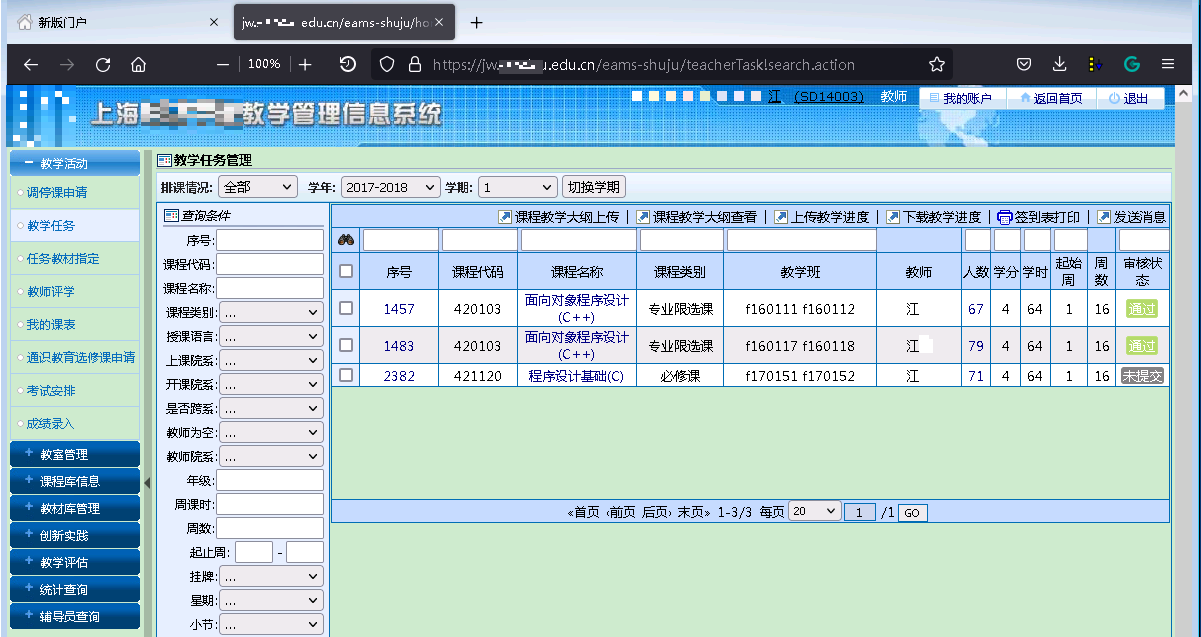 新版门户
jw.
edu.cn/eams-shuju/ho
100%
https://jw. u.edu.cn/eams-shuju/teacherTask!search.action
上海 教学管理信息系统
江 (SD14003) 教师 我的账户 返回首页 退出
教学活动
调停课申请
教学任务
任务教材指定
教师评学
我的课表
通识教育选修课申请
考试安排
成绩录入
教室管理
课程库信息
教材库管理
创新实践
教学评估
统计查询
辅导员查询
教学任务管理
排课情况: 全部 学年: 2017-2018 学期: 1 切换学期
查询条件
序号:
课程代码:
课程名称:
课程类别: ...
授课语言: ...
上课院系: ...
开课院系: ...
是否跨系: ...
教师为空: ...
教师院系: ...
年级:
周课时:
周数:
起止周: -
挂牌: ...
星期: ...
小节: ...
课程教学大纲上传 | 课程教学大纲查看 | 上传教学进度 | 下载教学进度 | 签到表打印 | 发送消息
序号 课程代码 课程名称 课程类别 教学班 教师 人数 学分 学时 起始周 周数 审核状态
1457 420103 面向对象程序设计(C++) 专业限选课 f160111 f160112 江 67 4 64 1 16 通过
1483 420103 面向对象程序设计(C++) 专业限选课 f160117 f160118 江 79 4 64 1 16 通过
2382 421120 程序设计基础(C) 必修课 f170151 f170152 江 71 4 64 1 16 未提交
«首页 ‹前页 后页› 末页» 1-3/3 每页 20 1 /1 GO